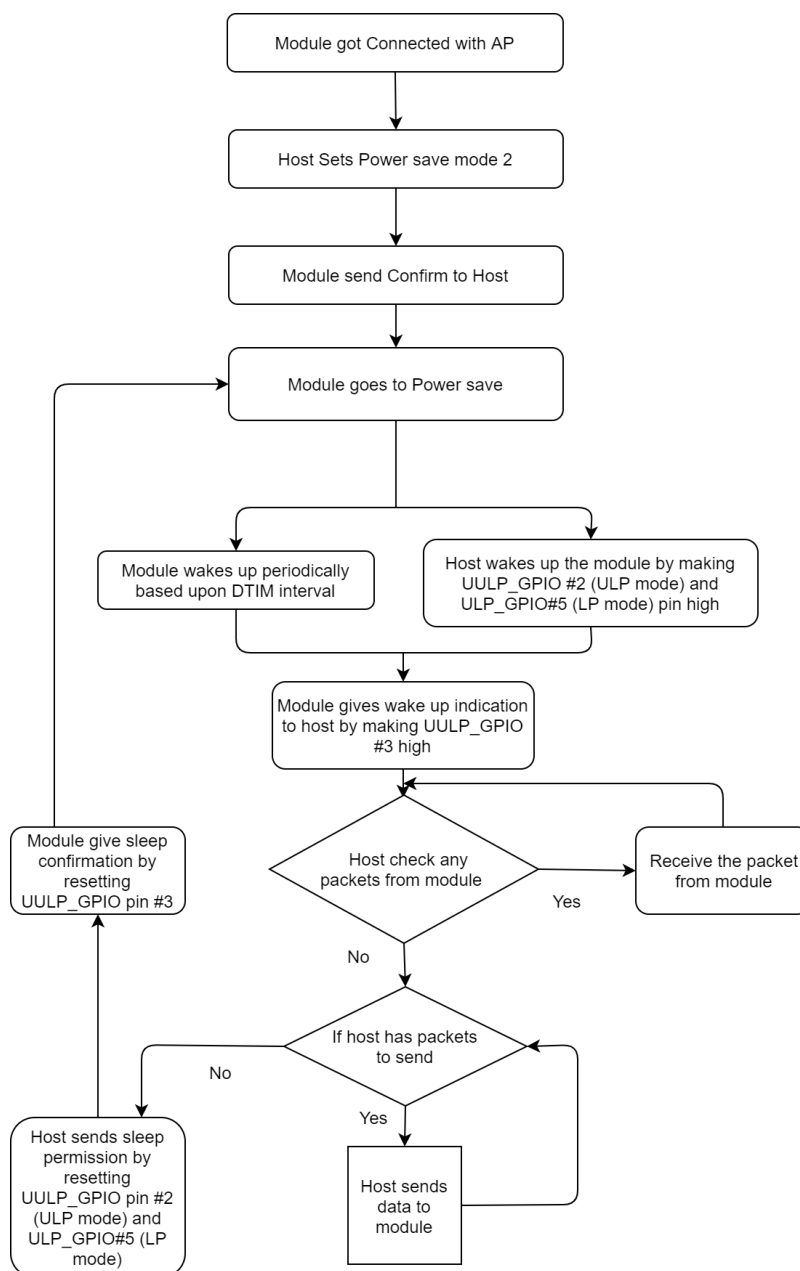 Module got Connected with AP
Host Sets Power save mode 2
Module send Confirm to Host
Module goes to Power save
Module wakes up periodically
based upon DTIM interval
Host wakes up the module by making
UULP_GPIO #2 (ULP mode) and
ULP_GPIO#5 (LP mode) pin high
Module gives wake up indication
to host by making UULP_GPIO
#3 high
Host check any
packets from module
Yes
Receive the packet
from module
Module give sleep
confirmation by
resetting
UULP_GPIO pin #3
No
If host has packets
to send
No
Yes
Host sends sleep
permission by
resetting
UULP_GPIO pin #2
(ULP mode) and
ULP_GPIO#5 (LP
mode)
Host sends
data to
module